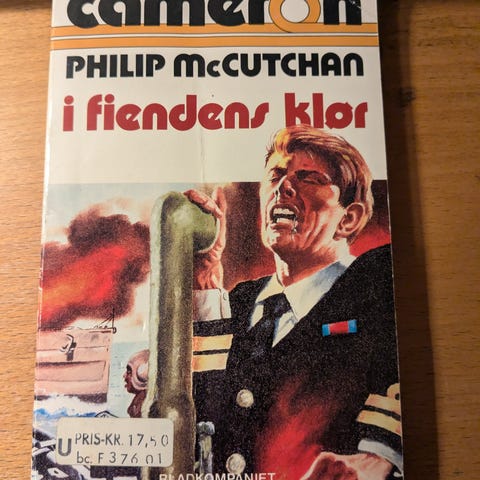 cameron
PHILIP McCUTCHAN
i fiendens klør
U PRIS-KR. 17,50
bc. F 376 01
BLADKOMPANIET